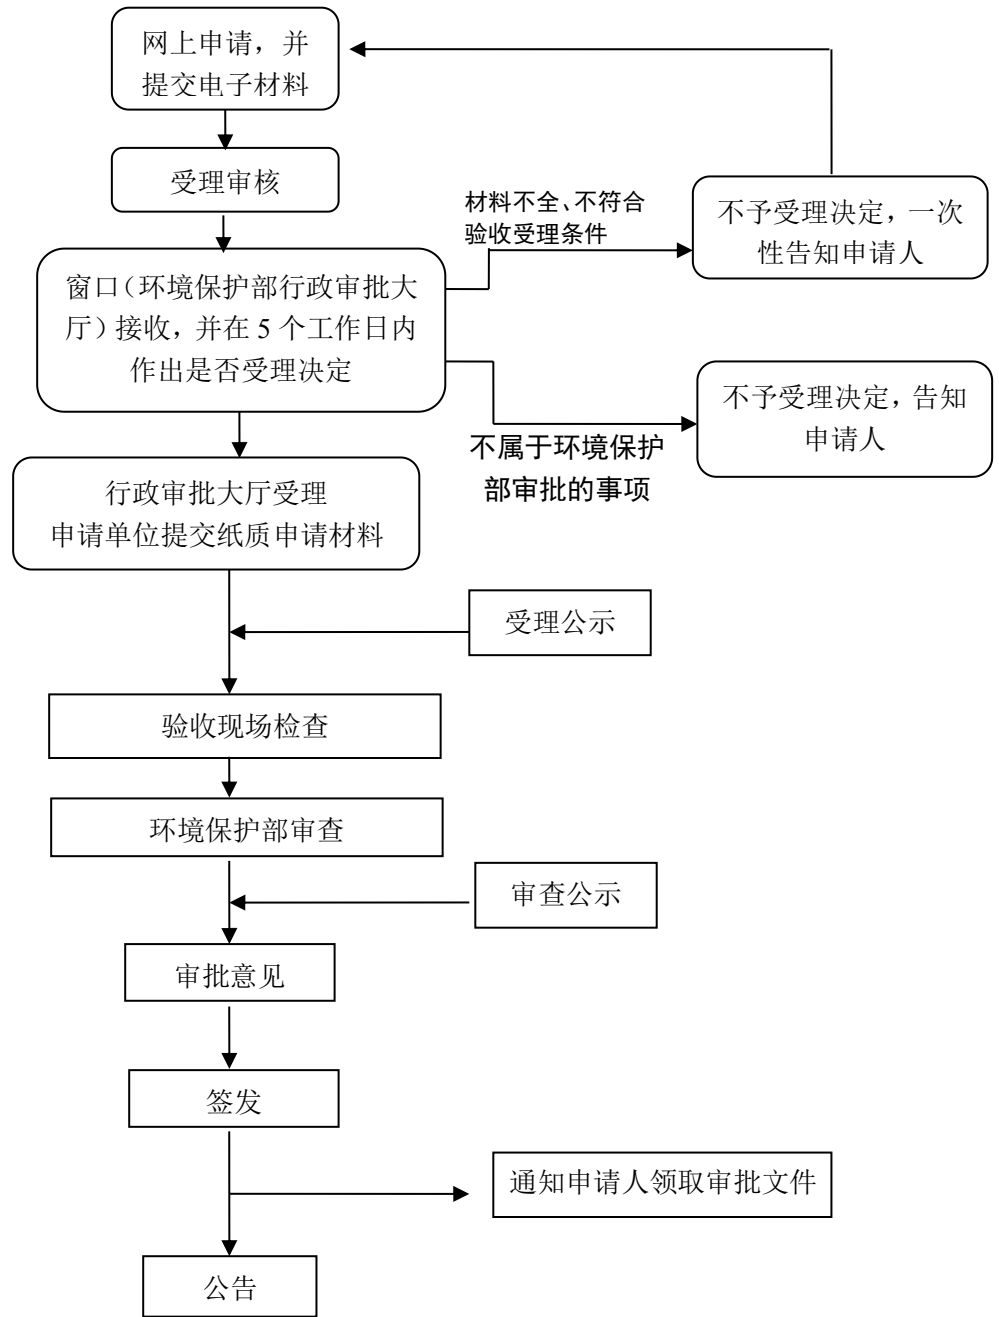 网上申请，并
提交电子材料
受理审核
材料不全、不符合
验收受理条件
不予受理决定，一次
性告知申请人
窗口（环境保护部行政审批大
厅）接收，并在 5 个工作日内
作出是否受理决定
不予受理决定，告知
申请人
不属于环境保护
部审批的事项
行政审批大厅受理
申请单位提交纸质申请材料
受理公示
验收现场检查
环境保护部审查
审查公示
审批意见
签发
通知申请人领取审批文件
公告